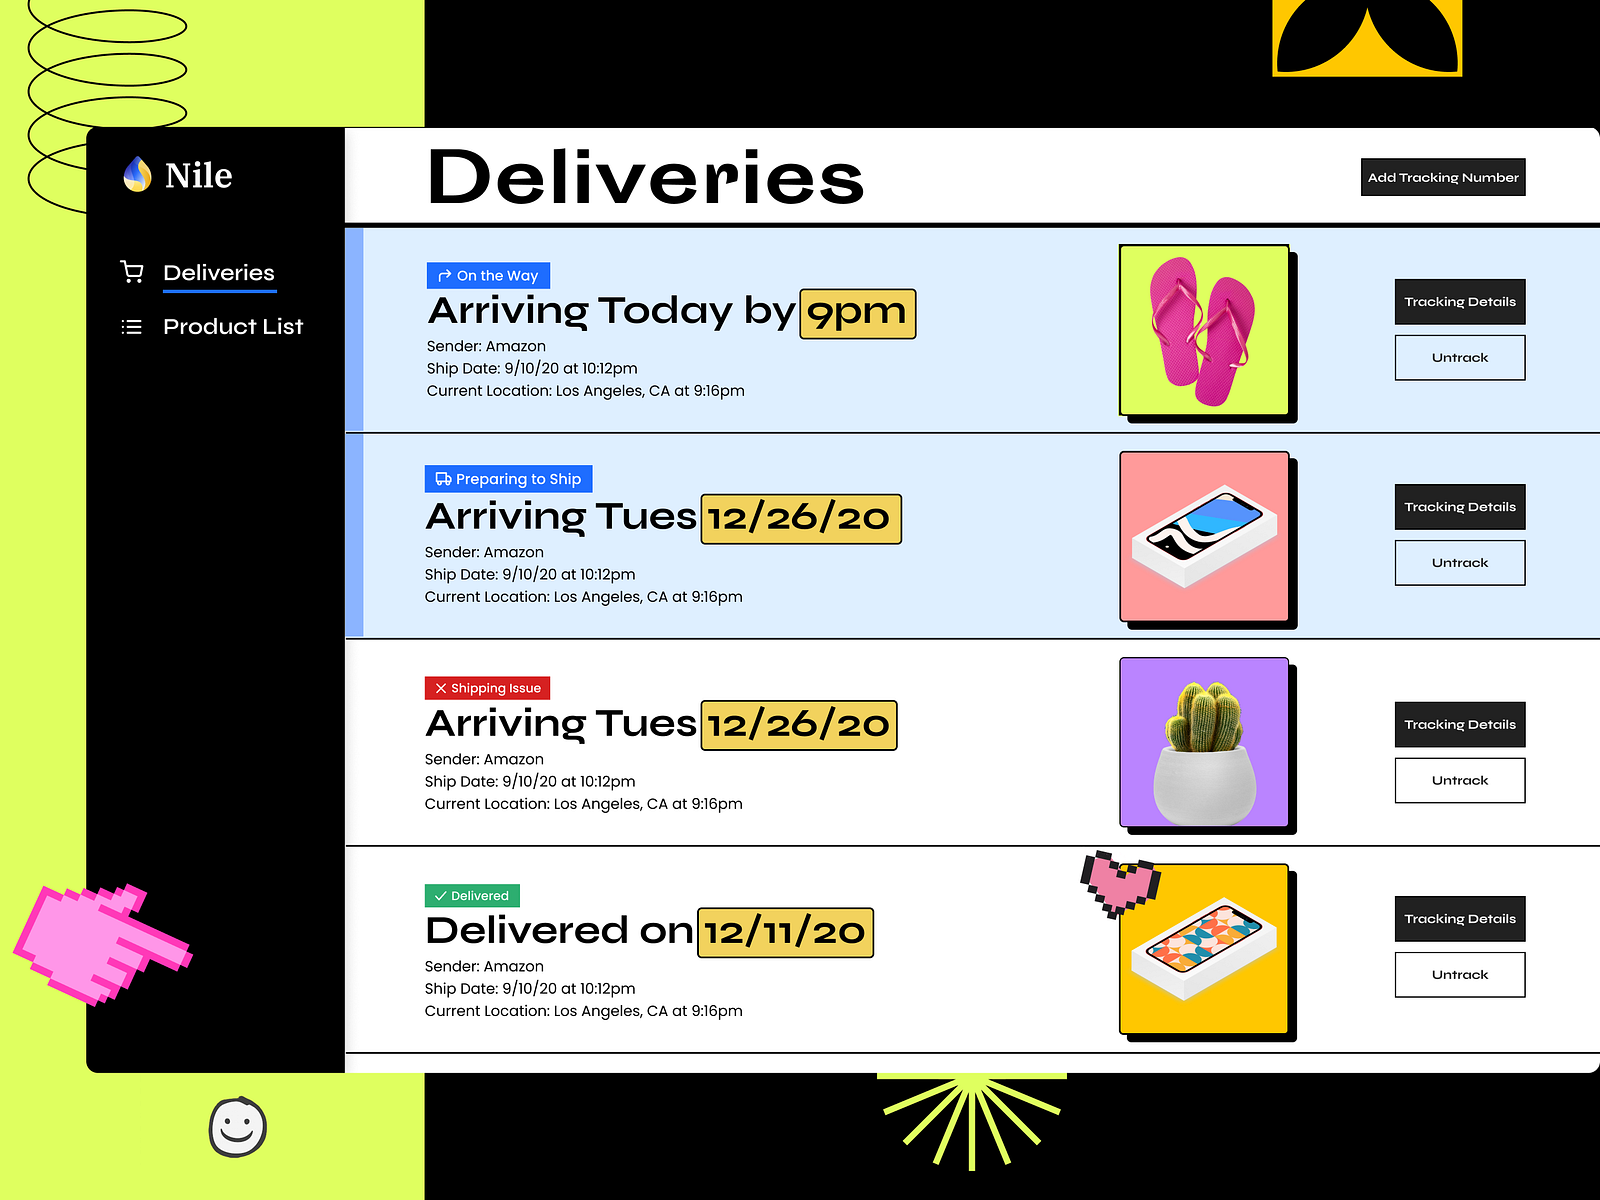 Nile
Deliveries
Product List
Deliveries
Add Tracking Number
On the Way
Arriving Today by 9pm
Sender: Amazon
Ship Date: 9/10/20 at 10:12pm
Current Location: Los Angeles, CA at 9:16pm
Tracking Details
Untrack
Preparing to Ship
Arriving Tues 12/26/20
Sender: Amazon
Ship Date: 9/10/20 at 10:12pm
Current Location: Los Angeles, CA at 9:16pm
Tracking Details
Untrack
Shipping Issue
Arriving Tues 12/26/20
Sender: Amazon
Ship Date: 9/10/20 at 10:12pm
Current Location: Los Angeles, CA at 9:16pm
Tracking Details
Untrack
Delivered
Delivered on 12/11/20
Sender: Amazon
Ship Date: 9/10/20 at 10:12pm
Current Location: Los Angeles, CA at 9:16pm
Tracking Details
Untrack